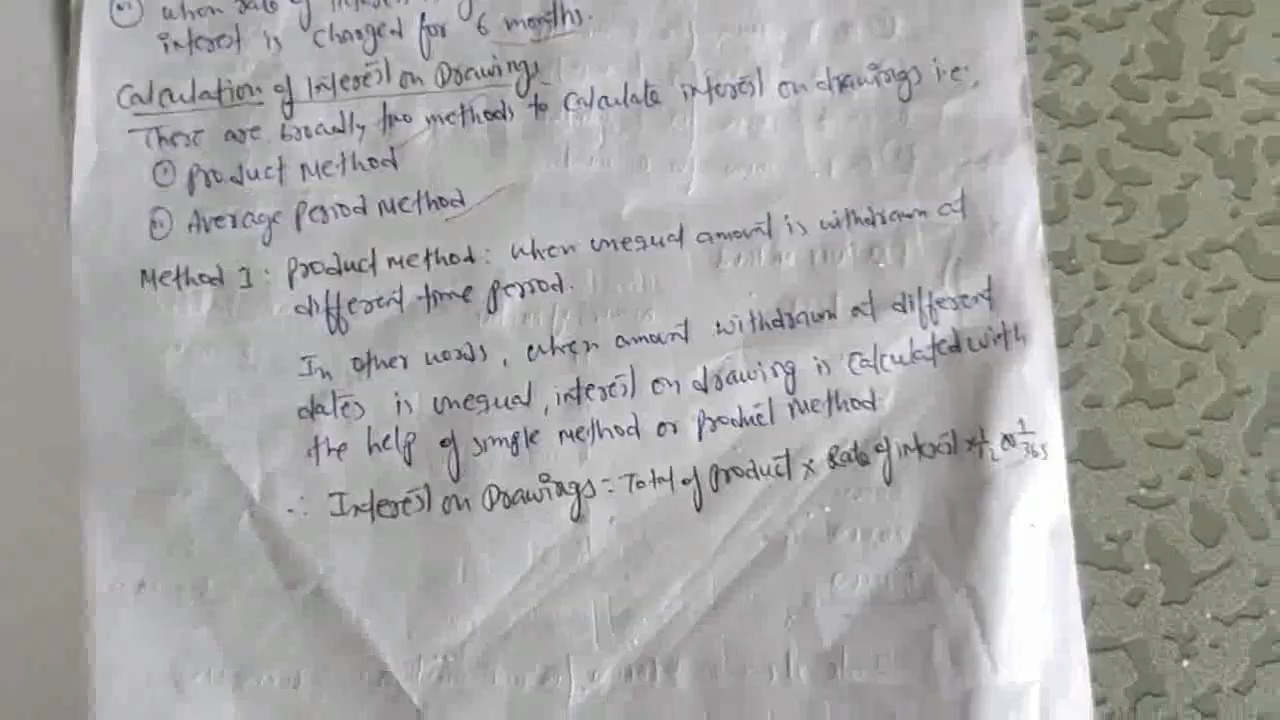 (ii) when rate of
interest is charged for 6 months.
Calculation of Interest on Drawings
There are broadly two methods to calculate interest on drawings i.e.
① Product Method
② Average Period Method
Method 1: Product method: when unequal amount is withdrawn at
different time period.
In other words, when amount withdrawn at different
dates is unequal, interest on drawing is calculated with
the help of simple method or product method.
∴ Interest on Drawings = Total of product × Rate of interest × 1/12 or 1/365